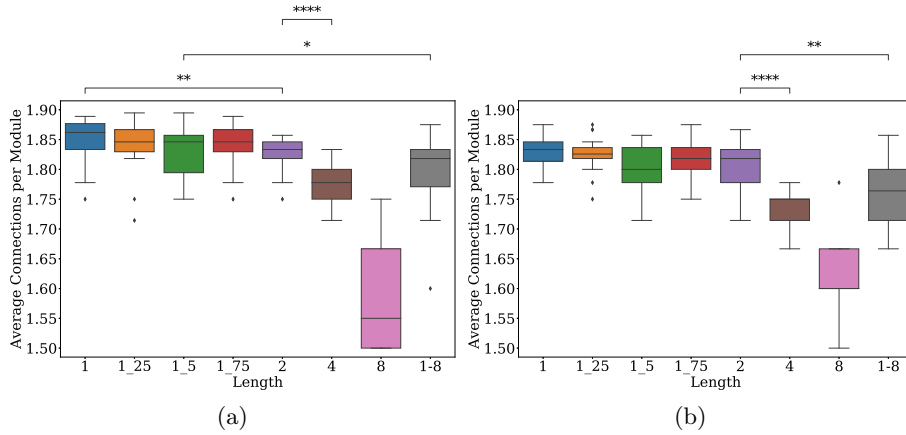 ****
*
**
Average Connections per Module
1.90
1.85
1.80
1.75
1.70
1.65
1.60
1.55
1.50
1 1_25 1_5 1_75 2 4 8 1-8
Length
(a)
**
****
Average Connections per Module
1.90
1.85
1.80
1.75
1.70
1.65
1.60
1.55
1.50
1 1_25 1_5 1_75 2 4 8 1-8
Length
(b)